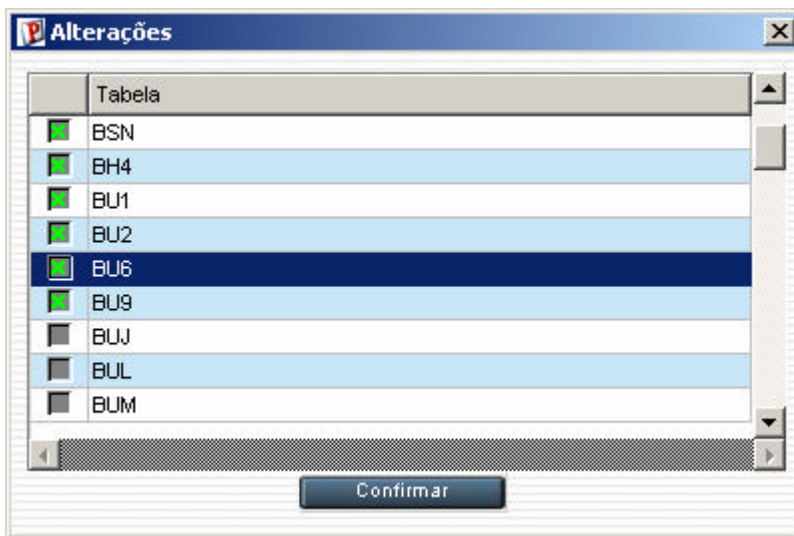 Alterações
Tabela
BSN
BH4
BU1
BU2
BU6
BU9
BUJ
BUL
BUM
Confirmar